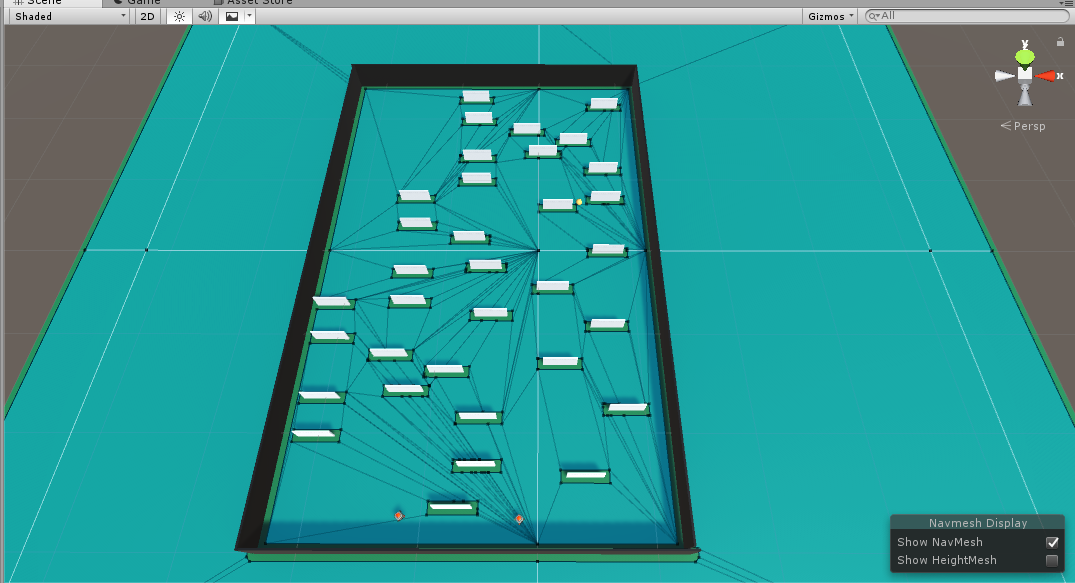 Scene Game Asset Store
Shaded 2D Gizmos All
y
x
Persp
Navmesh Display
Show NavMesh
Show HeightMesh